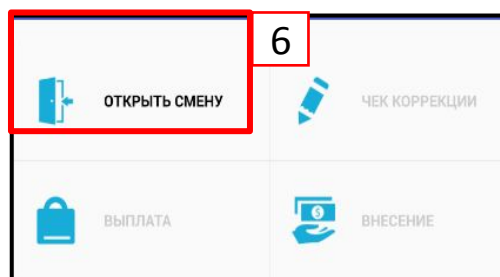 6
ОТКРЫТЬ СМЕНУ
ЧЕК КОРРЕКЦИИ
ВЫПЛАТА
ВНЕСЕНИЕ